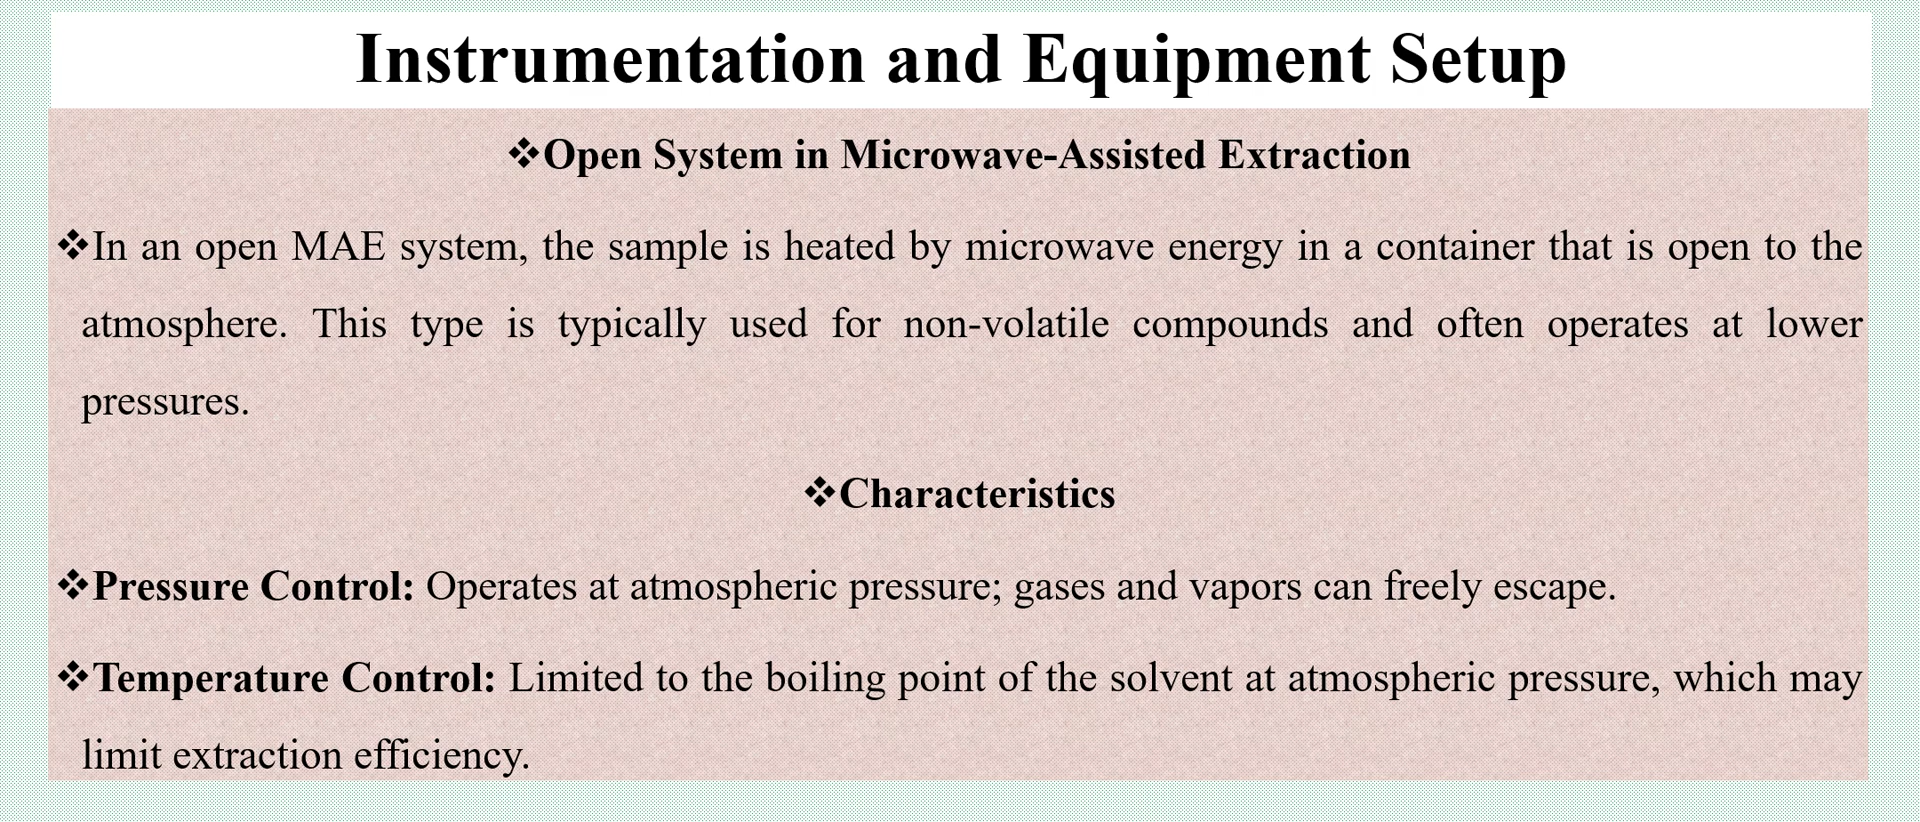 Instrumentation and Equipment Setup
❖Open System in Microwave-Assisted Extraction
❖In an open MAE system, the sample is heated by microwave energy in a container that is open to the
atmosphere. This type is typically used for non-volatile compounds and often operates at lower
pressures.
❖Characteristics
❖Pressure Control: Operates at atmospheric pressure; gases and vapors can freely escape.
❖Temperature Control: Limited to the boiling point of the solvent at atmospheric pressure, which may
limit extraction efficiency.